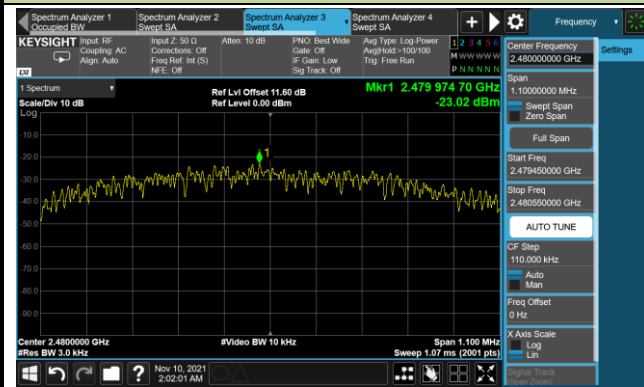 Spectrum Analyzer 1
Occupied BW
Spectrum Analyzer 2
Swept SA
Spectrum Analyzer 3
Swept SA
Spectrum Analyzer 4
Swept SA
Frequency
KEYSIGHT
Input: RF
Coupling: AC
Align: Auto
Input Z: 50 Ω
Corrections: Off
Freq Ref: Int (S)
NFE: Off
Atten: 10 dB
PNO: Best Wide
Gate: Off
IF Gain: Low
Sig Track: Off
Avg Type: Log-Power
Avg|Hold:>100/100
Trig: Free Run
1 2 3 4 5 6
M W W W W W
P N N N N N
LXI
1 Spectrum
Scale/Div 10 dB
Log
Ref Lvl Offset 11.60 dB
Ref Level 0.00 dBm
Mkr1 2.479 974 70 GHz
-23.02 dBm
1
-10.0
-20.0
-30.0
-40.0
-50.0
-60.0
-70.0
-80.0
-90.0
Center 2.4800000 GHz
#Res BW 3.0 kHz
#Video BW 10 kHz
Span 1.100 MHz
Sweep 1.07 ms (2001 pts)
Nov 10, 2021
2:02:01 AM
Center Frequency
2.480000000 GHz
Settings
Span
1.10000000 MHz
Swept Span
Zero Span
Full Span
Start Freq
2.479450000 GHz
Stop Freq
2.480550000 GHz
AUTO TUNE
CF Step
110.000 kHz
Auto
Man
Freq Offset
0 Hz
X Axis Scale
Log
Lin
Signal Track
(Span Zoom)